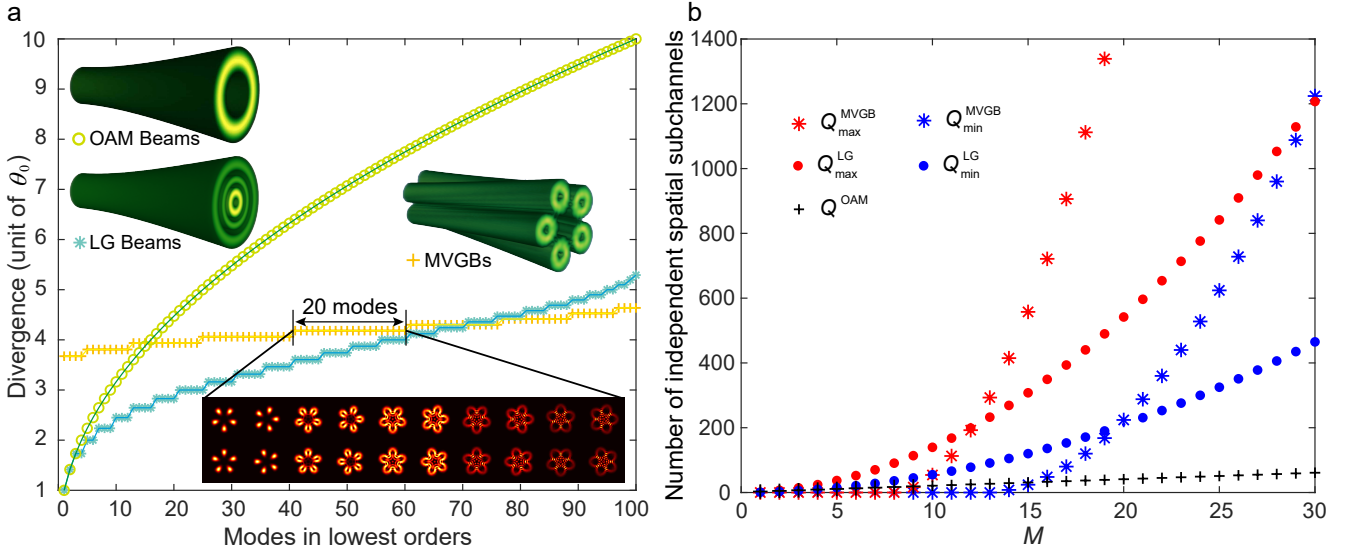 a
Divergence (unit of θ0)
10
9
8
7
6
5
4
3
2
1
OAM Beams
LG Beams
MVGBs
20 modes
10 20 30 40 50 60 70 80 90 100
Modes in lowest orders
b
Number of independent spatial subchannels
1400
1200
1000
800
600
400
200
0
Q MVGB max
Q MVGB min
Q LG max
Q LG min
Q OAM
0 5 10 15 20 25 30
M